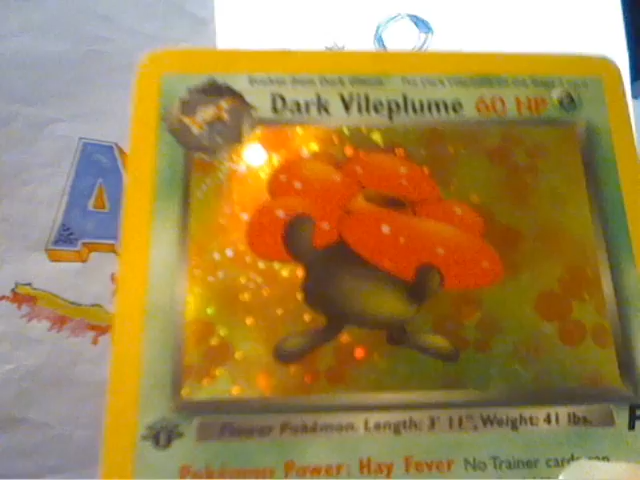 Dark Vileplume 60 HP
A
Flower Pokémon. Length: 3' 11", Weight: 41 lbs.
1
Pokémon Power: Hay Fever No Trainer cards can